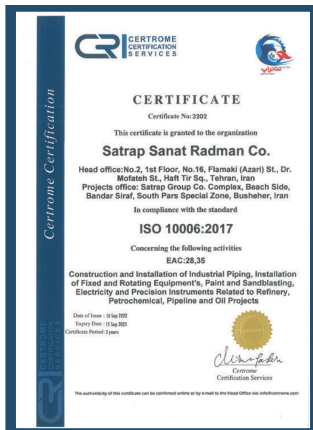 CERTROME
CERTIFICATION
SERVICES
ساتراپ
Certrome Certification
CERTIFICATE
Certificate No: 3202
This certificate is granted to the organization
Satrap Sanat Radman Co.
Head office:No.2, 1st Floor, No.16, Flamaki (Azari) St., Dr.
Mofateh St., Haft Tir Sq., Tehran, Iran
Projects office: Satrap Group Co. Complex, Beach Side,
Bandar Siraf, South Pars Special Zone, Busheher, Iran
In compliance with the standard
ISO 10006:2017
Concerning the following activities
EAC:28,35
Construction and Installation of Industrial Piping, Installation
of Fixed and Rotating Equipment's, Paint and Sandblasting,
Electricity and Precision Instruments Related to Refinery,
Petrochemical, Pipeline and Oil Projects
Date of Issue : 16 Sep 2022
Expiry Date : 15 Sep 2025
Certificate Period: 3 years
CERTROME
CERTIFICATION
SERVICES
Certrome
Certification Services
The authenticity of this certificate can be confirmed online or by e-mail to the Head Office via: info@certrome.com